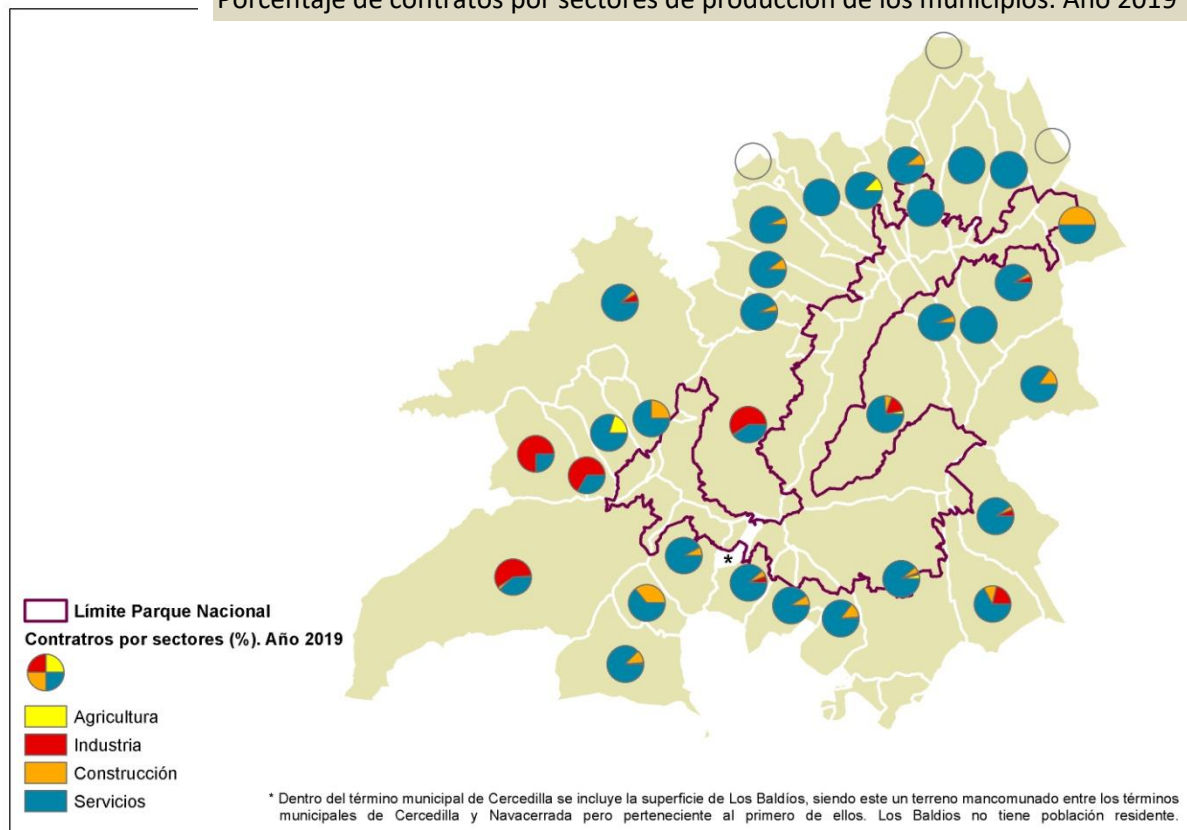 Porcentaje de contratos por sectores de producción de los municipios. Año 2019
*
Límite Parque Nacional
Contratros por sectores (%). Año 2019
Agricultura
Industria
Construcción
Servicios
* Dentro del término municipal de Cercedilla se incluye la superficie de Los Baldíos, siendo este un terreno mancomunado entre los términos
municipales de Cercedilla y Navacerrada pero perteneciente al primero de ellos. Los Baldios no tiene población residente.